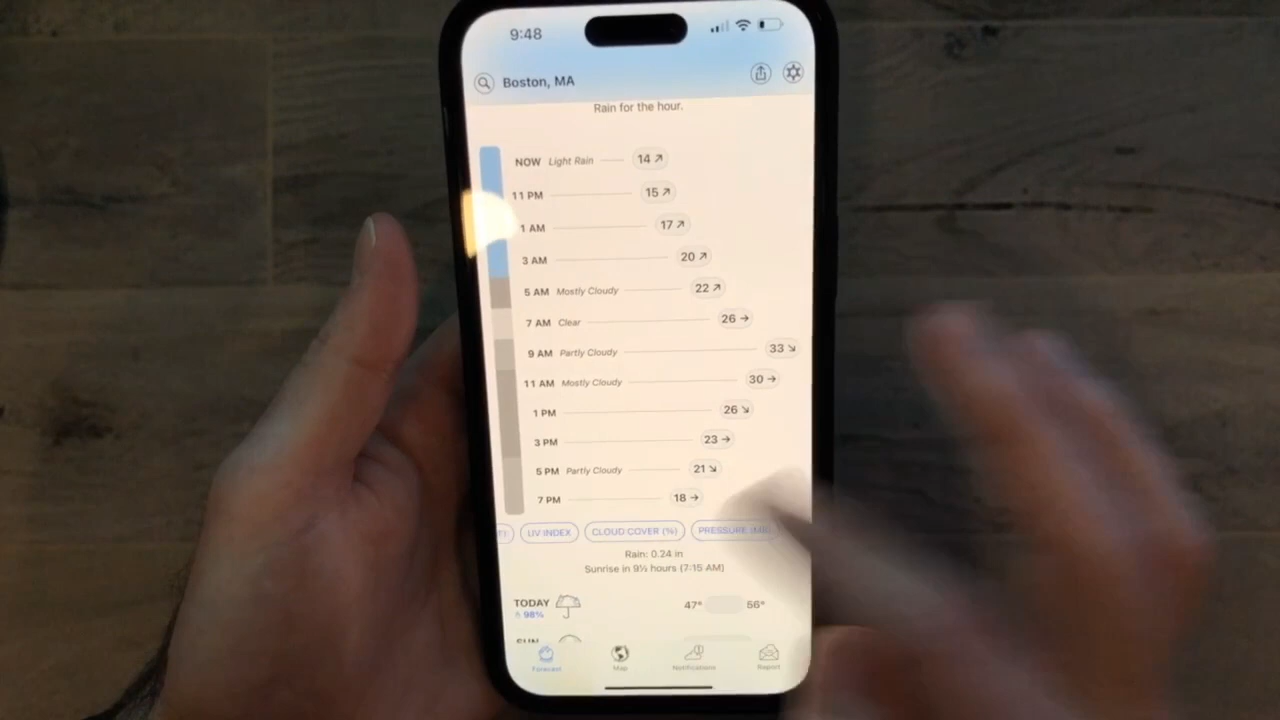 9:48
Boston, MA
Rain for the hour.
NOW Light Rain 14
11 PM 15
1 AM 17
3 AM 20
5 AM Mostly Cloudy 22
7 AM Clear 26
9 AM Partly Cloudy 33
11 AM Mostly Cloudy 30
1 PM 26
3 PM 23
5 PM Partly Cloudy 21
7 PM 18
UV INDEX CLOUD COVER (%) PRESSURE (MB)
Rain: 0.24 in
Sunrise in 9½ hours (7:15 AM)
TODAY 47° 56°
98%
SUN
Forecast Map Notifications Report